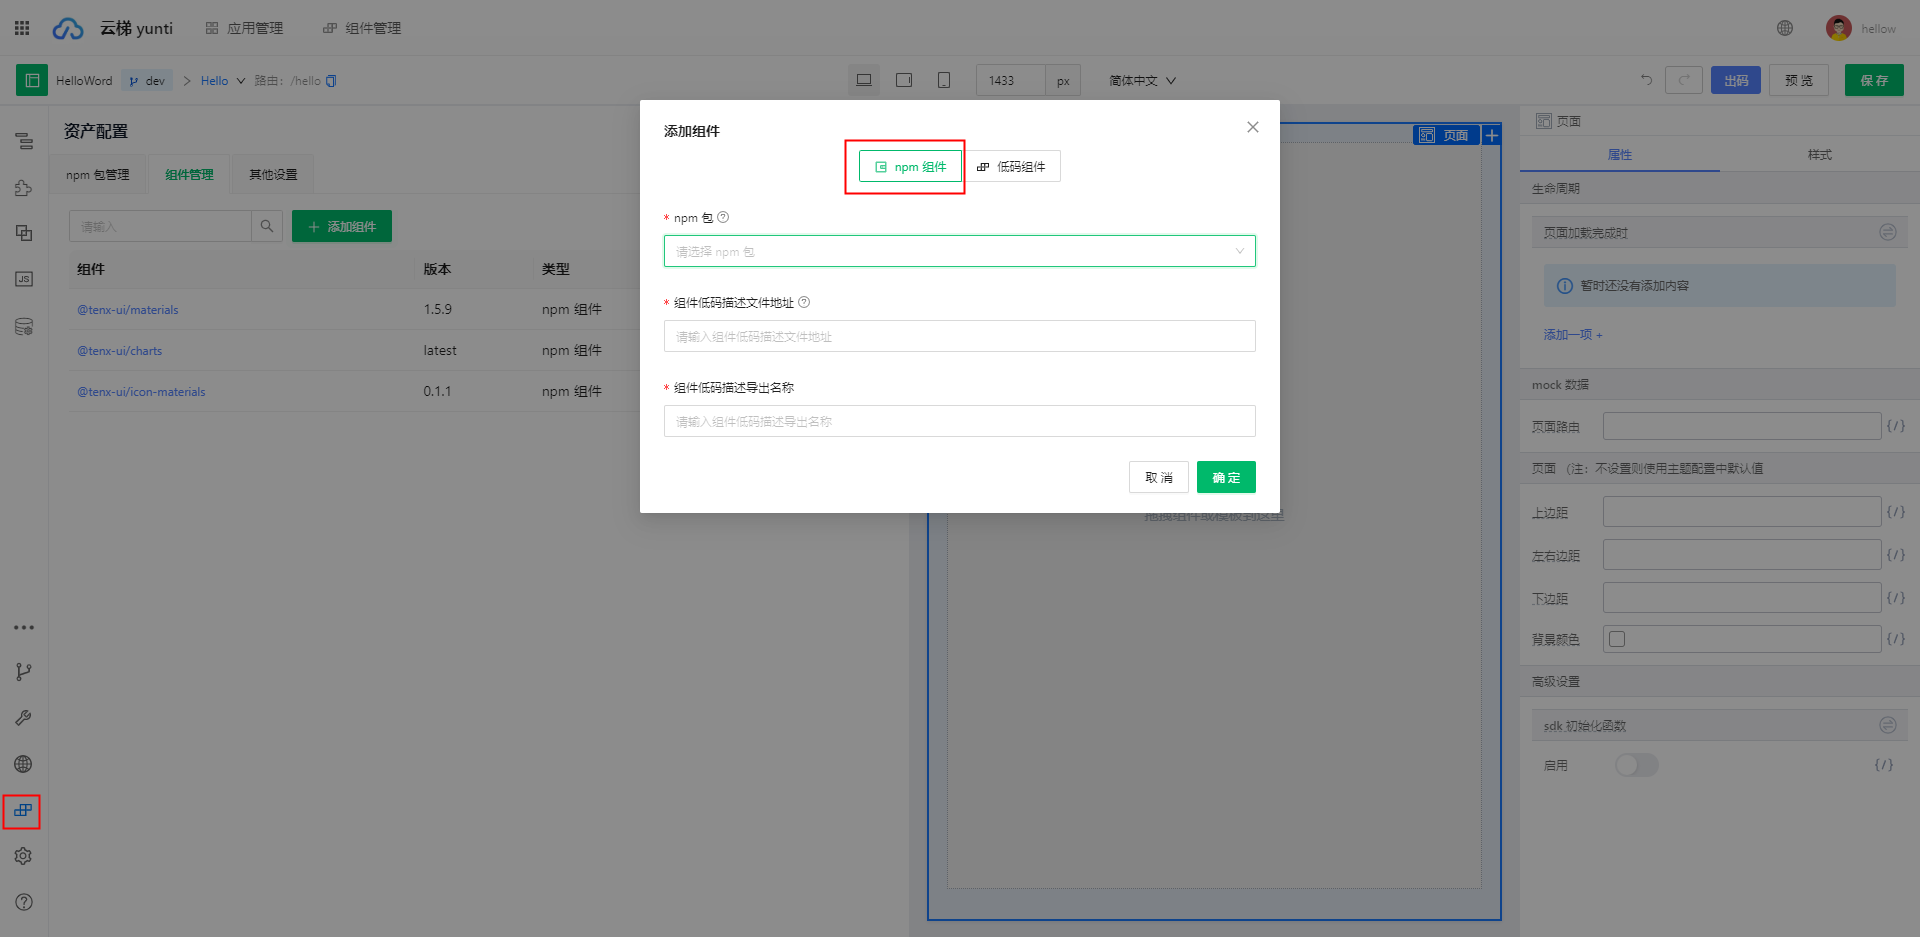 云梯 yunti
应用管理
组件管理
hellow
HelloWord
dev
Hello
路由: /hello
1433
px
简体中文
出码
预 览
保 存
资产配置
npm 包管理
组件管理
其他设置
请输入
添加组件
组件
版本
类型
@tenx-ui/materials
1.5.9
npm 组件
@tenx-ui/charts
latest
npm 组件
@tenx-ui/icon-materials
0.1.1
npm 组件
添加组件
npm 组件
低码组件
* npm 包
请选择 npm 包
* 组件低码描述文件地址
请输入组件低码描述文件地址
* 组件低码描述导出名称
请输入组件低码描述导出名称
取 消
确 定
页面
拖拽组件或模板到这里
页面
属性
样式
生命周期
页面加载完成时
暂时还没有添加内容
添加一项 +
mock 数据
页面路由
{/}
页面 (注: 不设置则使用主题配置中默认值
上边距
{/}
左右边距
{/}
下边距
{/}
背景颜色
{/}
高级设置
sdk 初始化函数
启用
{/}
JS